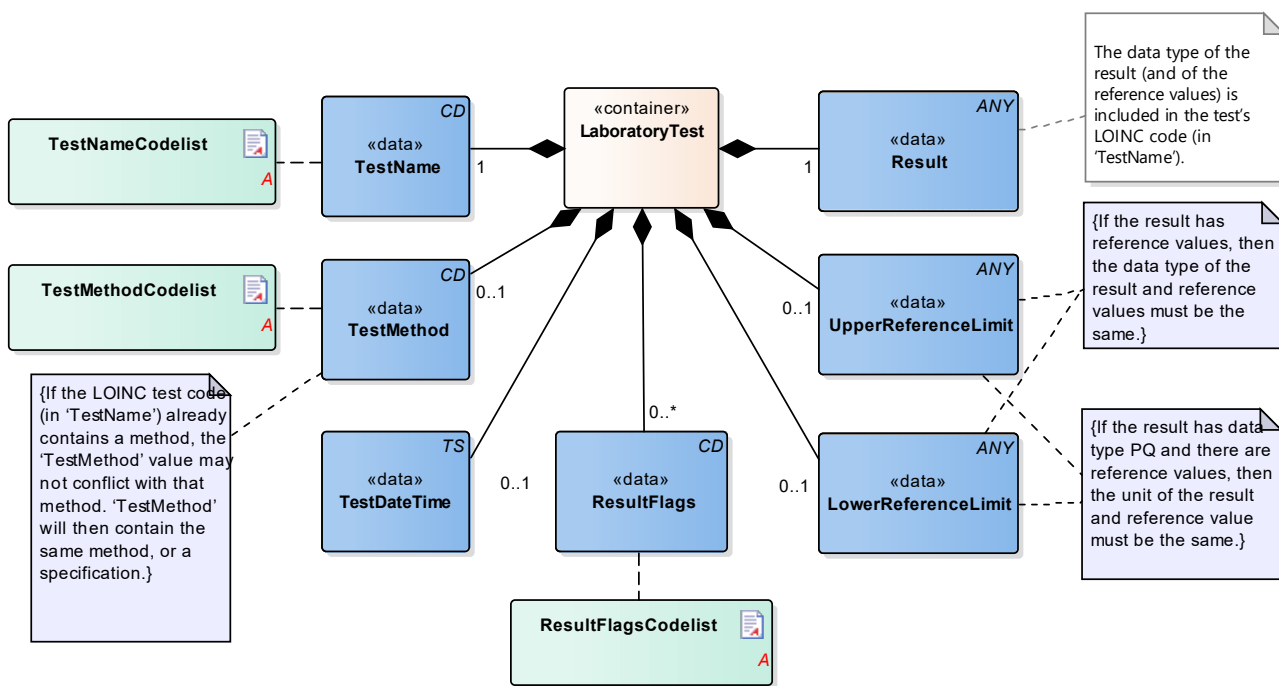 The data type of the
result (and of the
reference values) is
included in the test's
LOINC code (in
‘TestName’).
TestNameCodelist
A
CD
«data»
TestName
1
«container»
LaboratoryTest
ANY
«data»
Result
1
TestMethodCodelist
A
CD
«data»
TestMethod
0..1
ANY
«data»
UpperReferenceLimit
0..1
{If the result has
reference values, then
the data type of the
result and reference
values must be the
same.}
{If the LOINC test code
(in ‘TestName’) already
contains a method, the
‘TestMethod’ value may
not conflict with that
method. ‘TestMethod’
will then contain the
same method, or a
specification.}
TS
«data»
TestDateTime
0..1
0..*
CD
«data»
ResultFlags
ANY
«data»
LowerReferenceLimit
0..1
{If the result has data
type PQ and there are
reference values, then
the unit of the result
and reference value
must be the same.}
ResultFlagsCodelist
A